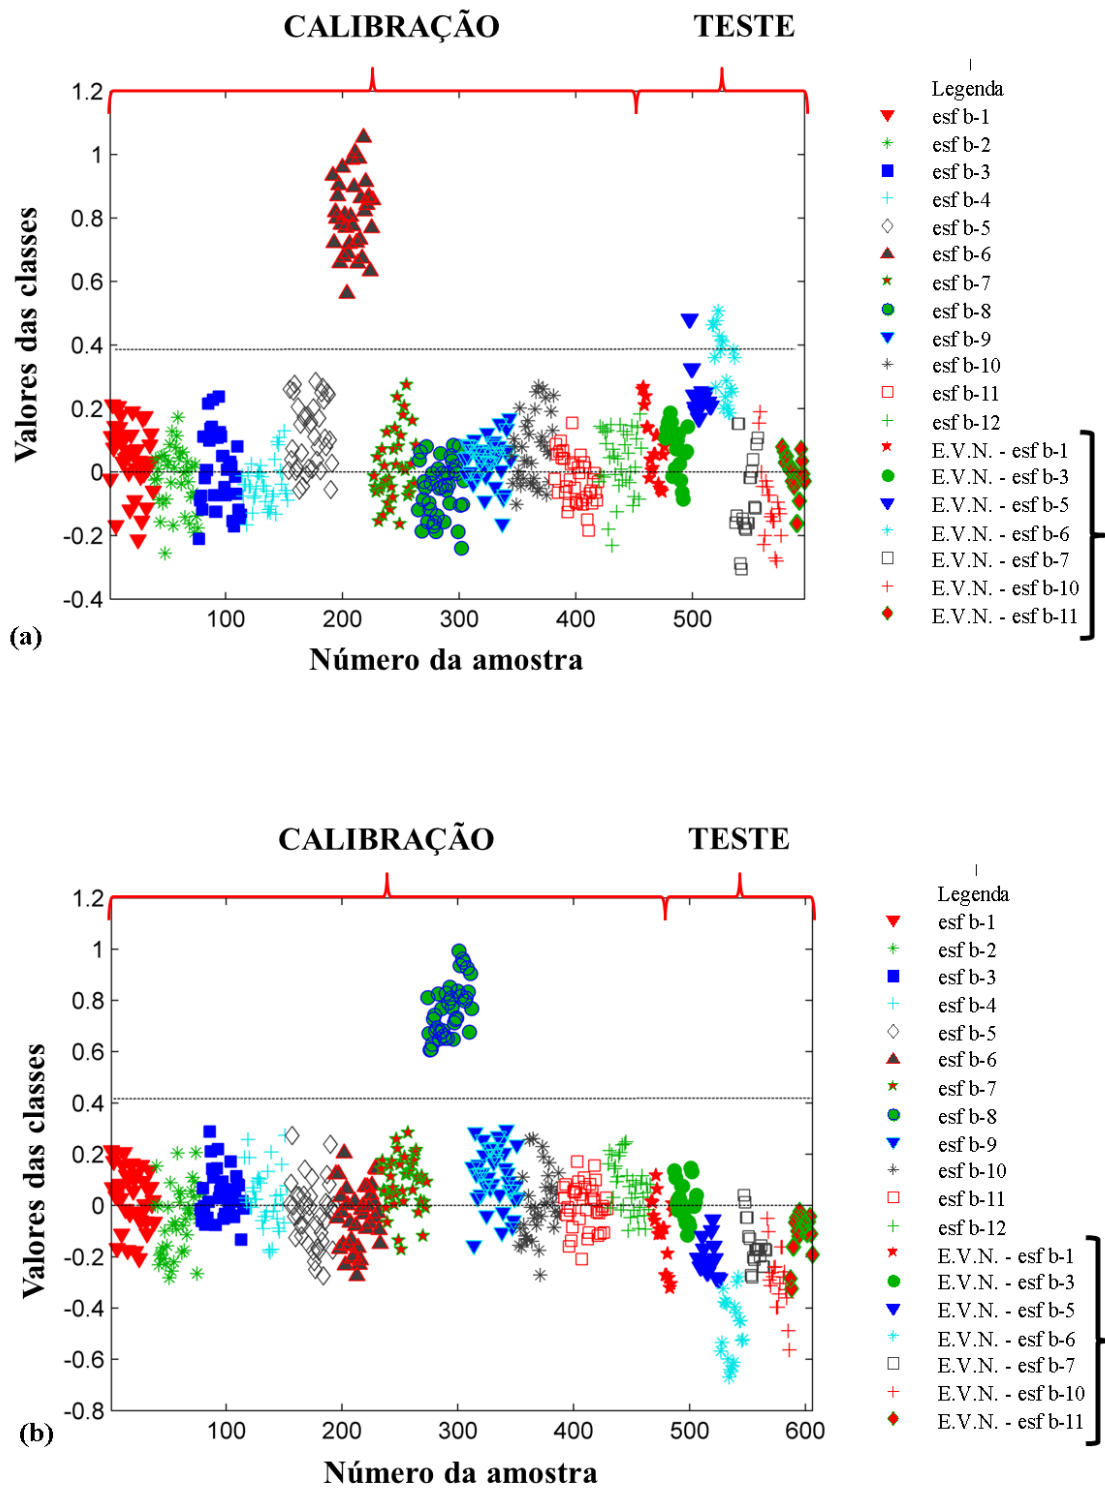 CALIBRAÇÃO TESTE
1.2
1
0.8
0.6
0.4
0.2
0
-0.2
-0.4
Valores das classes
100 200 300 400 500
Número da amostra
(a)
Legenda
esf b-1
esf b-2
esf b-3
esf b-4
esf b-5
esf b-6
esf b-7
esf b-8
esf b-9
esf b-10
esf b-11
esf b-12
E.V.N. - esf b-1
E.V.N. - esf b-3
E.V.N. - esf b-5
E.V.N. - esf b-6
E.V.N. - esf b-7
E.V.N. - esf b-10
E.V.N. - esf b-11
CALIBRAÇÃO TESTE
1.2
1
0.8
0.6
0.4
0.2
0
-0.2
-0.4
-0.6
-0.8
Valores das classes
100 200 300 400 500 600
Número da amostra
(b)
Legenda
esf b-1
esf b-2
esf b-3
esf b-4
esf b-5
esf b-6
esf b-7
esf b-8
esf b-9
esf b-10
esf b-11
esf b-12
E.V.N. - esf b-1
E.V.N. - esf b-3
E.V.N. - esf b-5
E.V.N. - esf b-6
E.V.N. - esf b-7
E.V.N. - esf b-10
E.V.N. - esf b-11